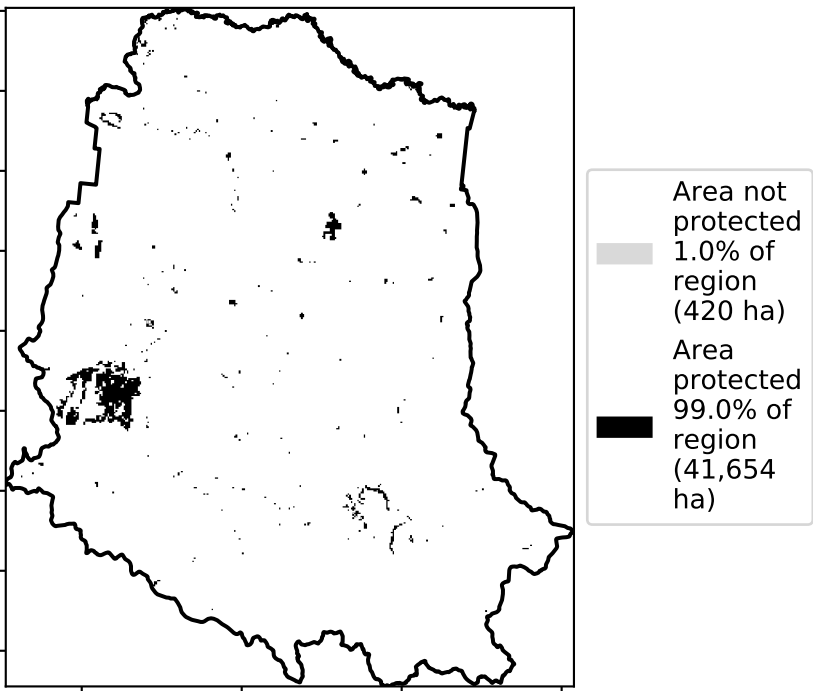 Area not
protected
1.0% of
region
(420 ha)
Area
protected
99.0% of
region
(41,654
ha)